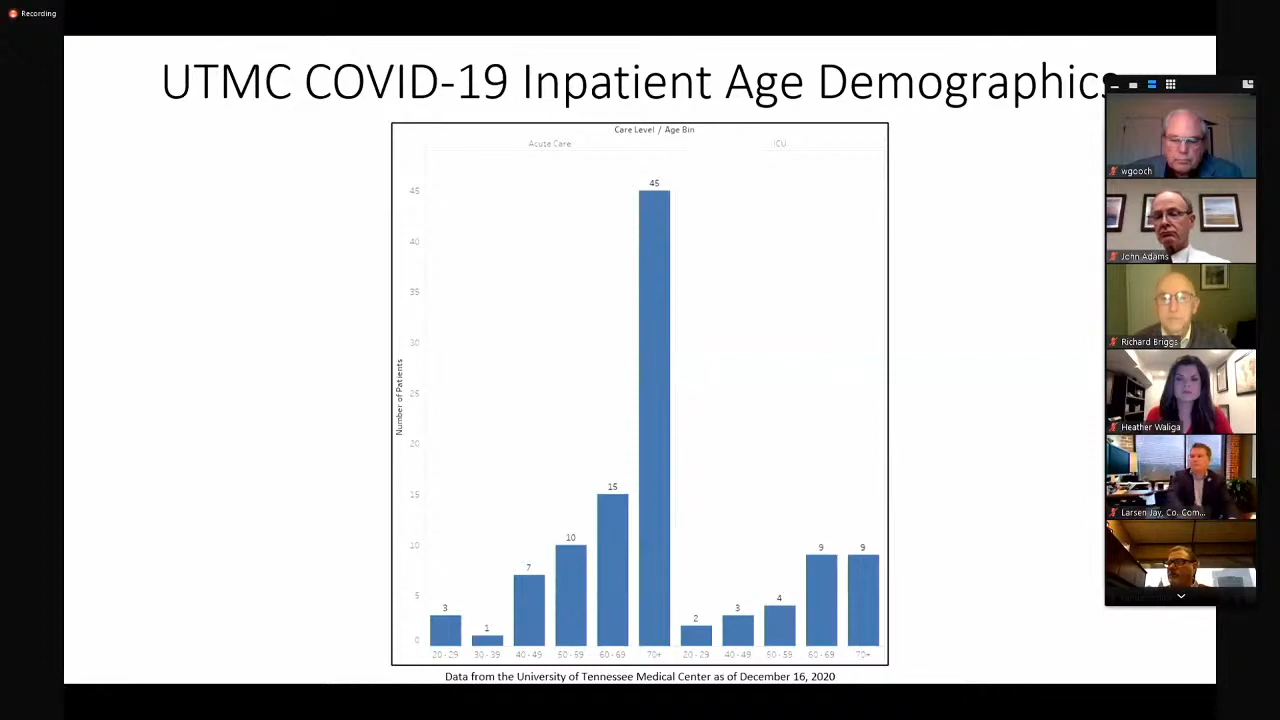 Recording
UTMC COVID-19 Inpatient Age Demographics
Care Level / Age Bin
Acute Care ICU
45
40
35
30
25
20
15
10
5
0
Number of Patients
3 1 7 10 15 45 2 3 4 9 9
20 - 29 30 - 39 40 - 49 50 - 59 60 - 69 70+ 20 - 29 40 - 49 50 - 59 60 - 69 70+
Data from the University of Tennessee Medical Center as of December 16, 2020
wgooch
John Adams
Richard Briggs
Heather Waliga
Larsen Jay, Co. Com...